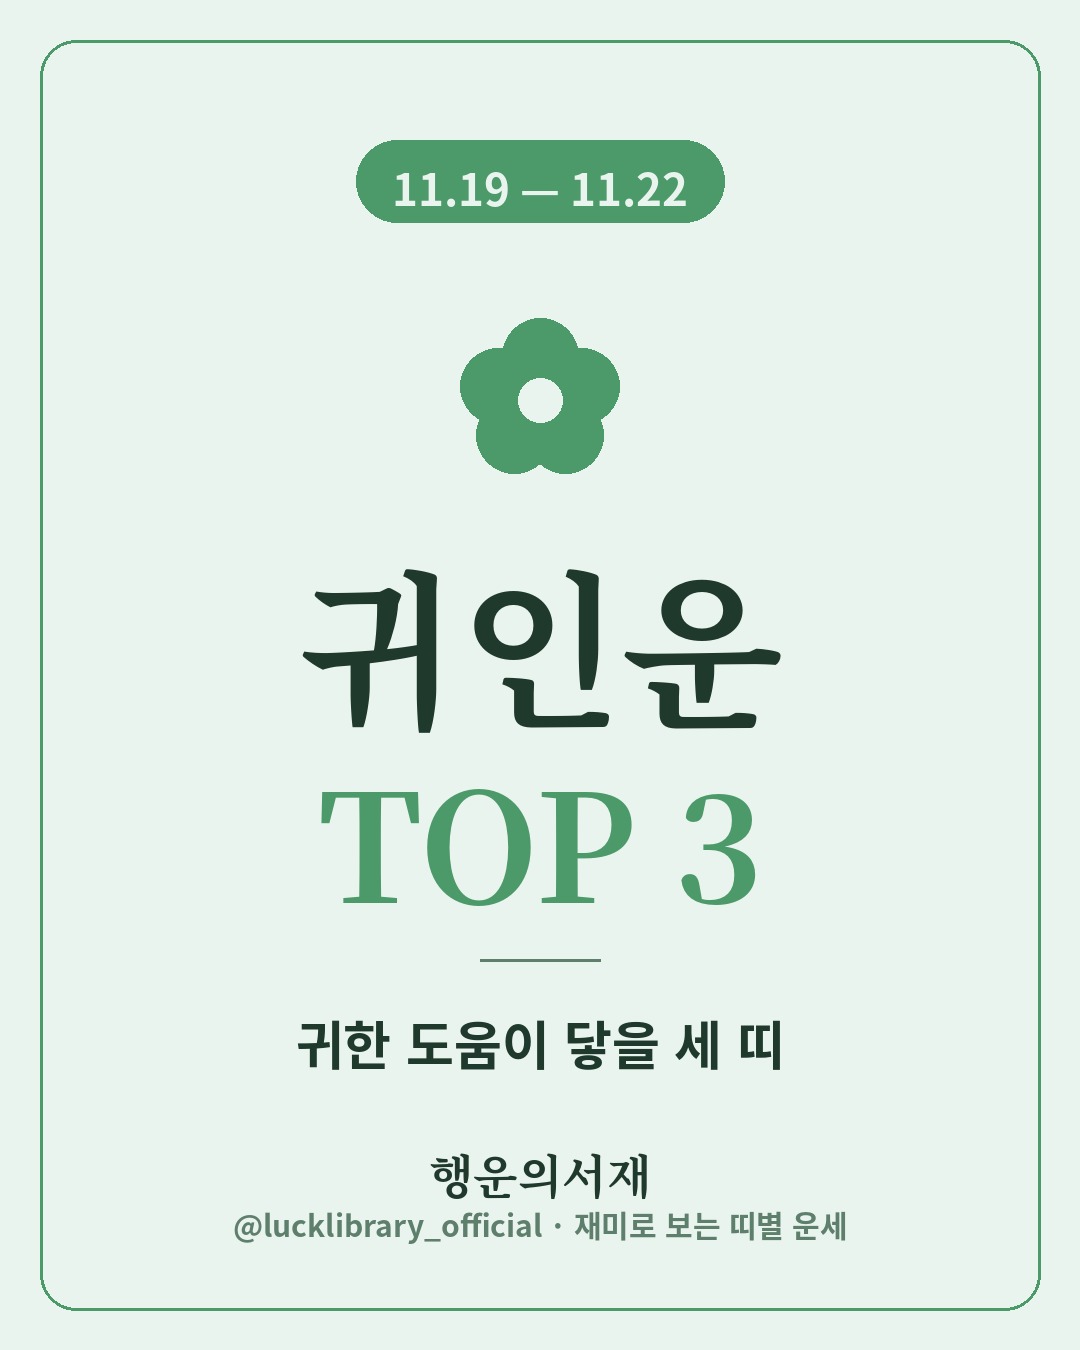 11.19 — 11.22
귀인운
TOP 3
귀한 도움이 닿을 세 띠
행운의서재
@lucklibrary_official · 재미로 보는 띠별 운세